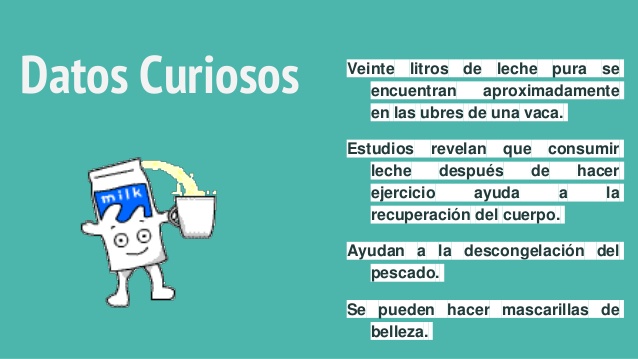 Datos Curiosos
Veinte litros de leche pura se
encuentran aproximadamente
en las ubres de una vaca.
Estudios revelan que consumir
leche después de hacer
ejercicio ayuda a la
recuperación del cuerpo.
Ayudan a la descongelación del
pescado.
Se pueden hacer mascarillas de
belleza.
milk